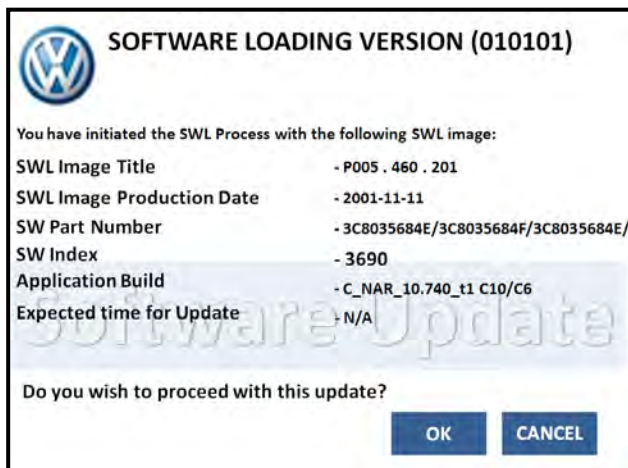 SOFTWARE LOADING VERSION (010101)
You have initiated the SWL Process with the following SWL image:
SWL Image Title - P005 . 460 . 201
SWL Image Production Date - 2001-11-11
SW Part Number - 3C8035684E/3C8035684F/3C8035684E/
SW Index - 3690
Application Build - C_NAR_10.740_t1 C10/C6
Expected time for Update - N/A
Software Update
Do you wish to proceed with this update?
OK CANCEL